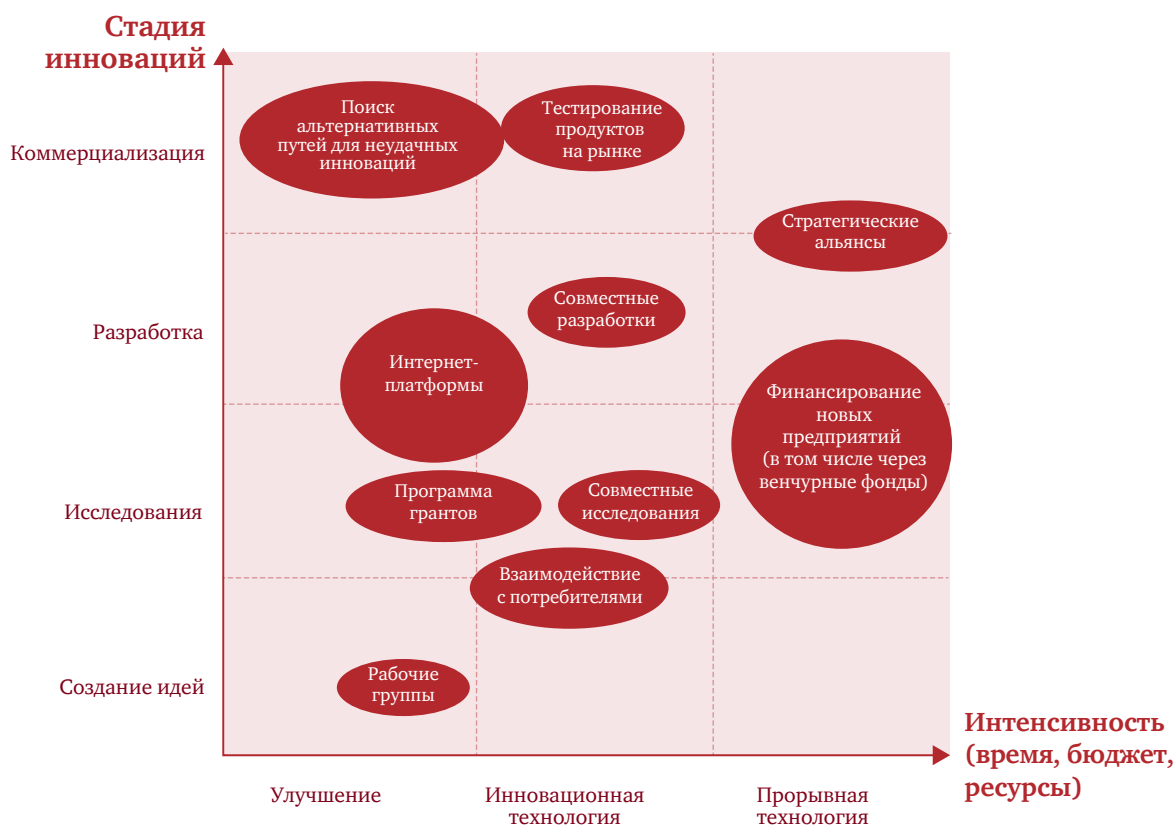 Стадия
инноваций
Коммерциализация
Поиск
альтернативных
путей для неудачных
инноваций
Тестирование
продуктов
на рынке
Стратегические
альянсы
Разработка
Совместные
разработки
Интернет-
платформы
Финансирование
новых
предприятий
(в том числе через
венчурные фонды)
Исследования
Программа
грантов
Совместные
исследования
Взаимодействие
с потребителями
Создание идей
Рабочие
группы
Интенсивность
(время, бюджет,
ресурсы)
Улучшение
Инновационная
технология
Прорывная
технология